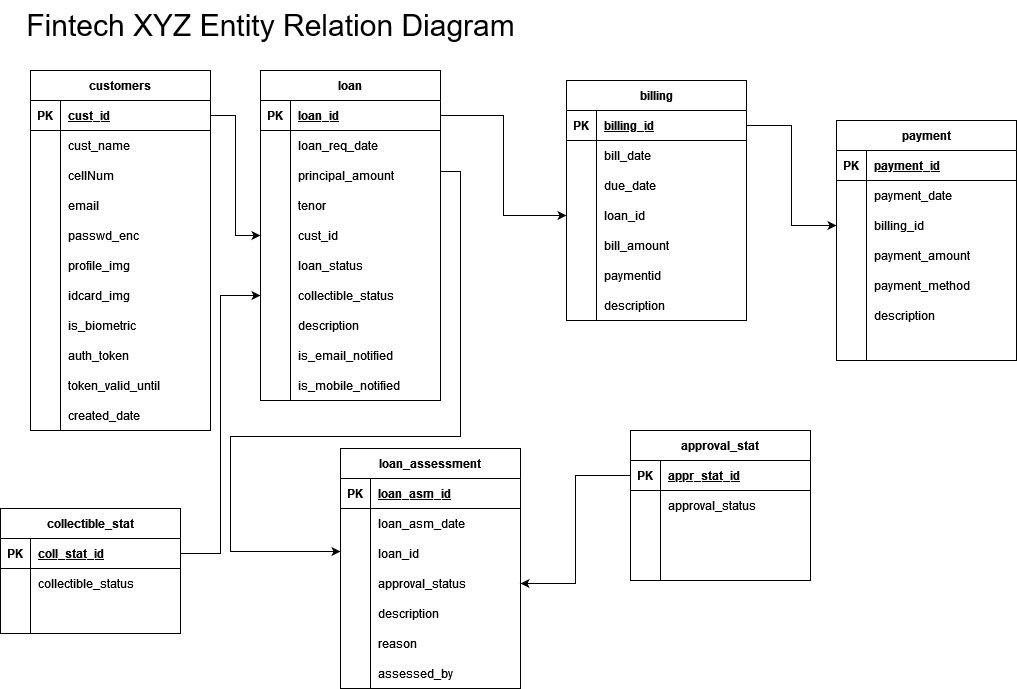 Fintech XYZ Entity Relation Diagram
customers
PK cust_id
cust_name
cellNum
email
passwd_enc
profile_img
idcard_img
is_biometric
auth_token
token_valid_until
created_date
loan
PK loan_id
loan_req_date
principal_amount
tenor
cust_id
loan_status
collectible_status
description
is_email_notified
is_mobile_notified
billing
PK billing_id
bill_date
due_date
loan_id
bill_amount
paymentid
description
payment
PK payment_id
payment_date
billing_id
payment_amount
payment_method
description
collectible_stat
PK coll_stat_id
collectible_status
loan_assessment
PK loan_asm_id
loan_asm_date
loan_id
approval_status
description
reason
assessed_by
approval_stat
PK appr_stat_id
approval_status